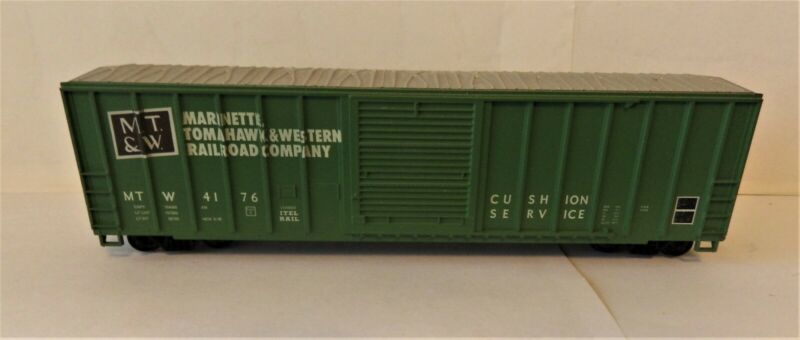 M.T.
& W.
MARINETTE,
TOMAHAWK & WESTERN
RAILROAD COMPANY
MTW 4176
ITEL
RAIL
CUSHION
SERVICE